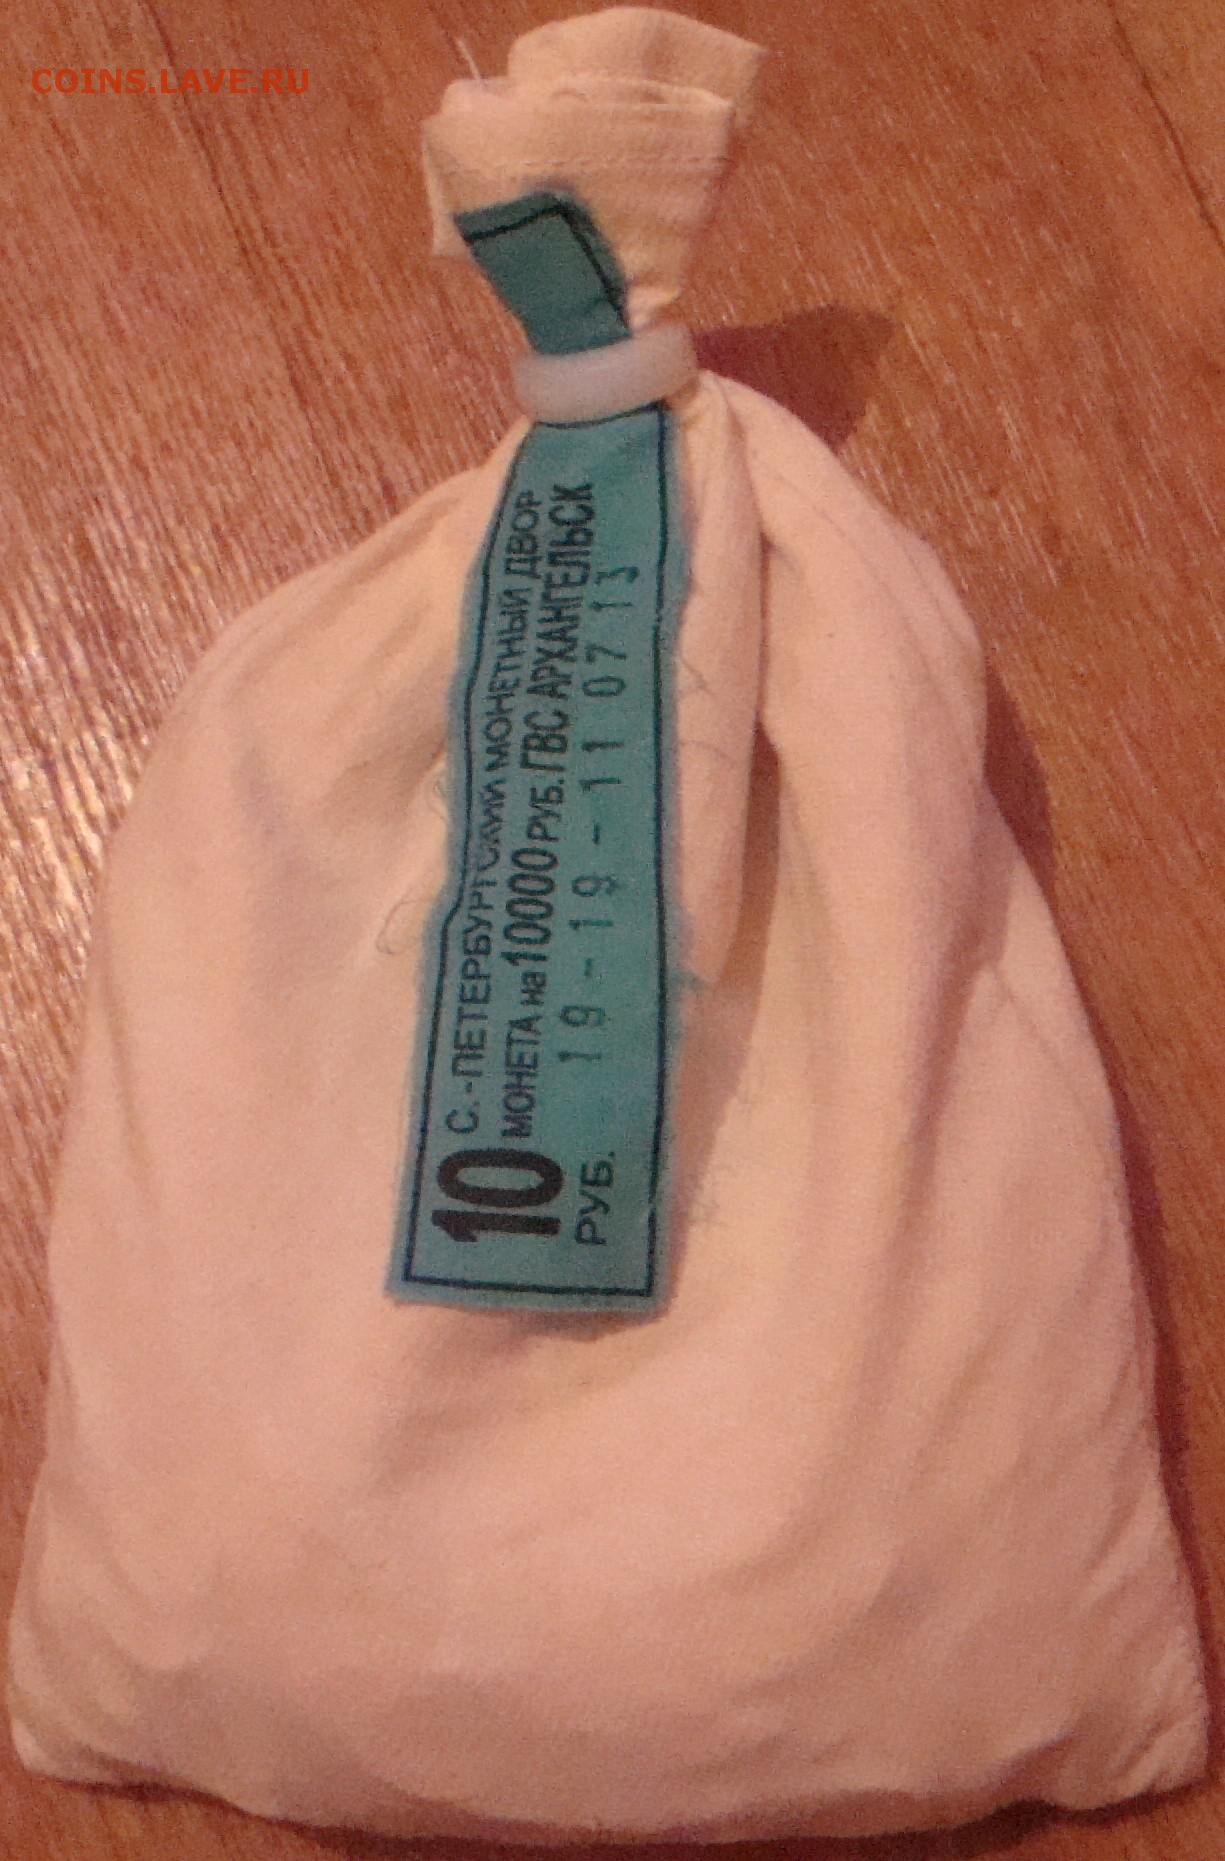 COINS.LAVE.RU
С.-ПЕТЕРБУРГСКИЙ МОНЕТНЫЙ ДВОР
МОНЕТА на 10000 РУБ. ГВС АРХАНГЕЛЬСК
10 РУБ.
19-19-11 07 13